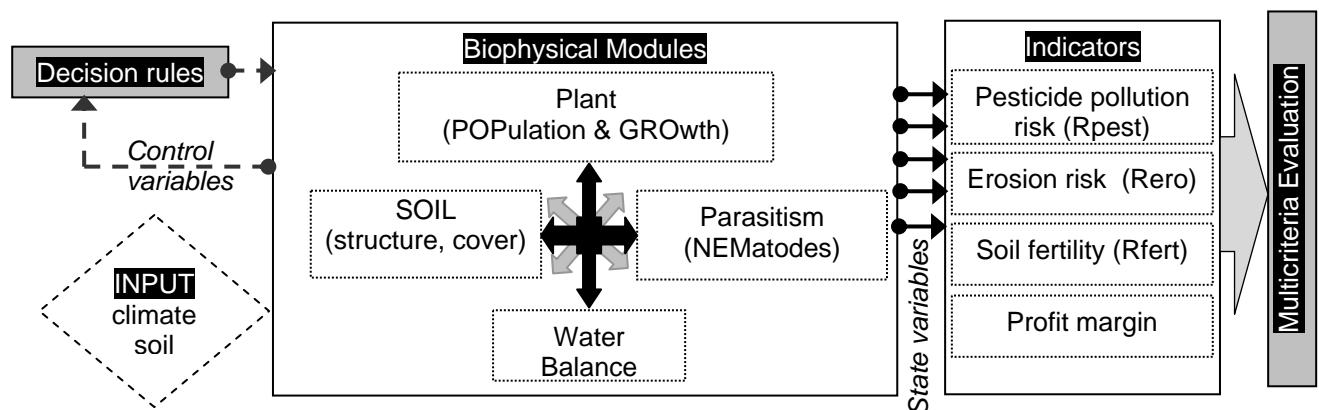 Decision rules
Control
variables
INPUT
climate
soil
Biophysical Modules
Plant
(POPulation & GROwth)
SOIL
(structure, cover)
Parasitism
(NEMatodes)
Water
Balance
State variables
Indicators
Pesticide pollution
risk (Rpest)
Erosion risk (Rero)
Soil fertility (Rfert)
Profit margin
Multicriteria Evaluation